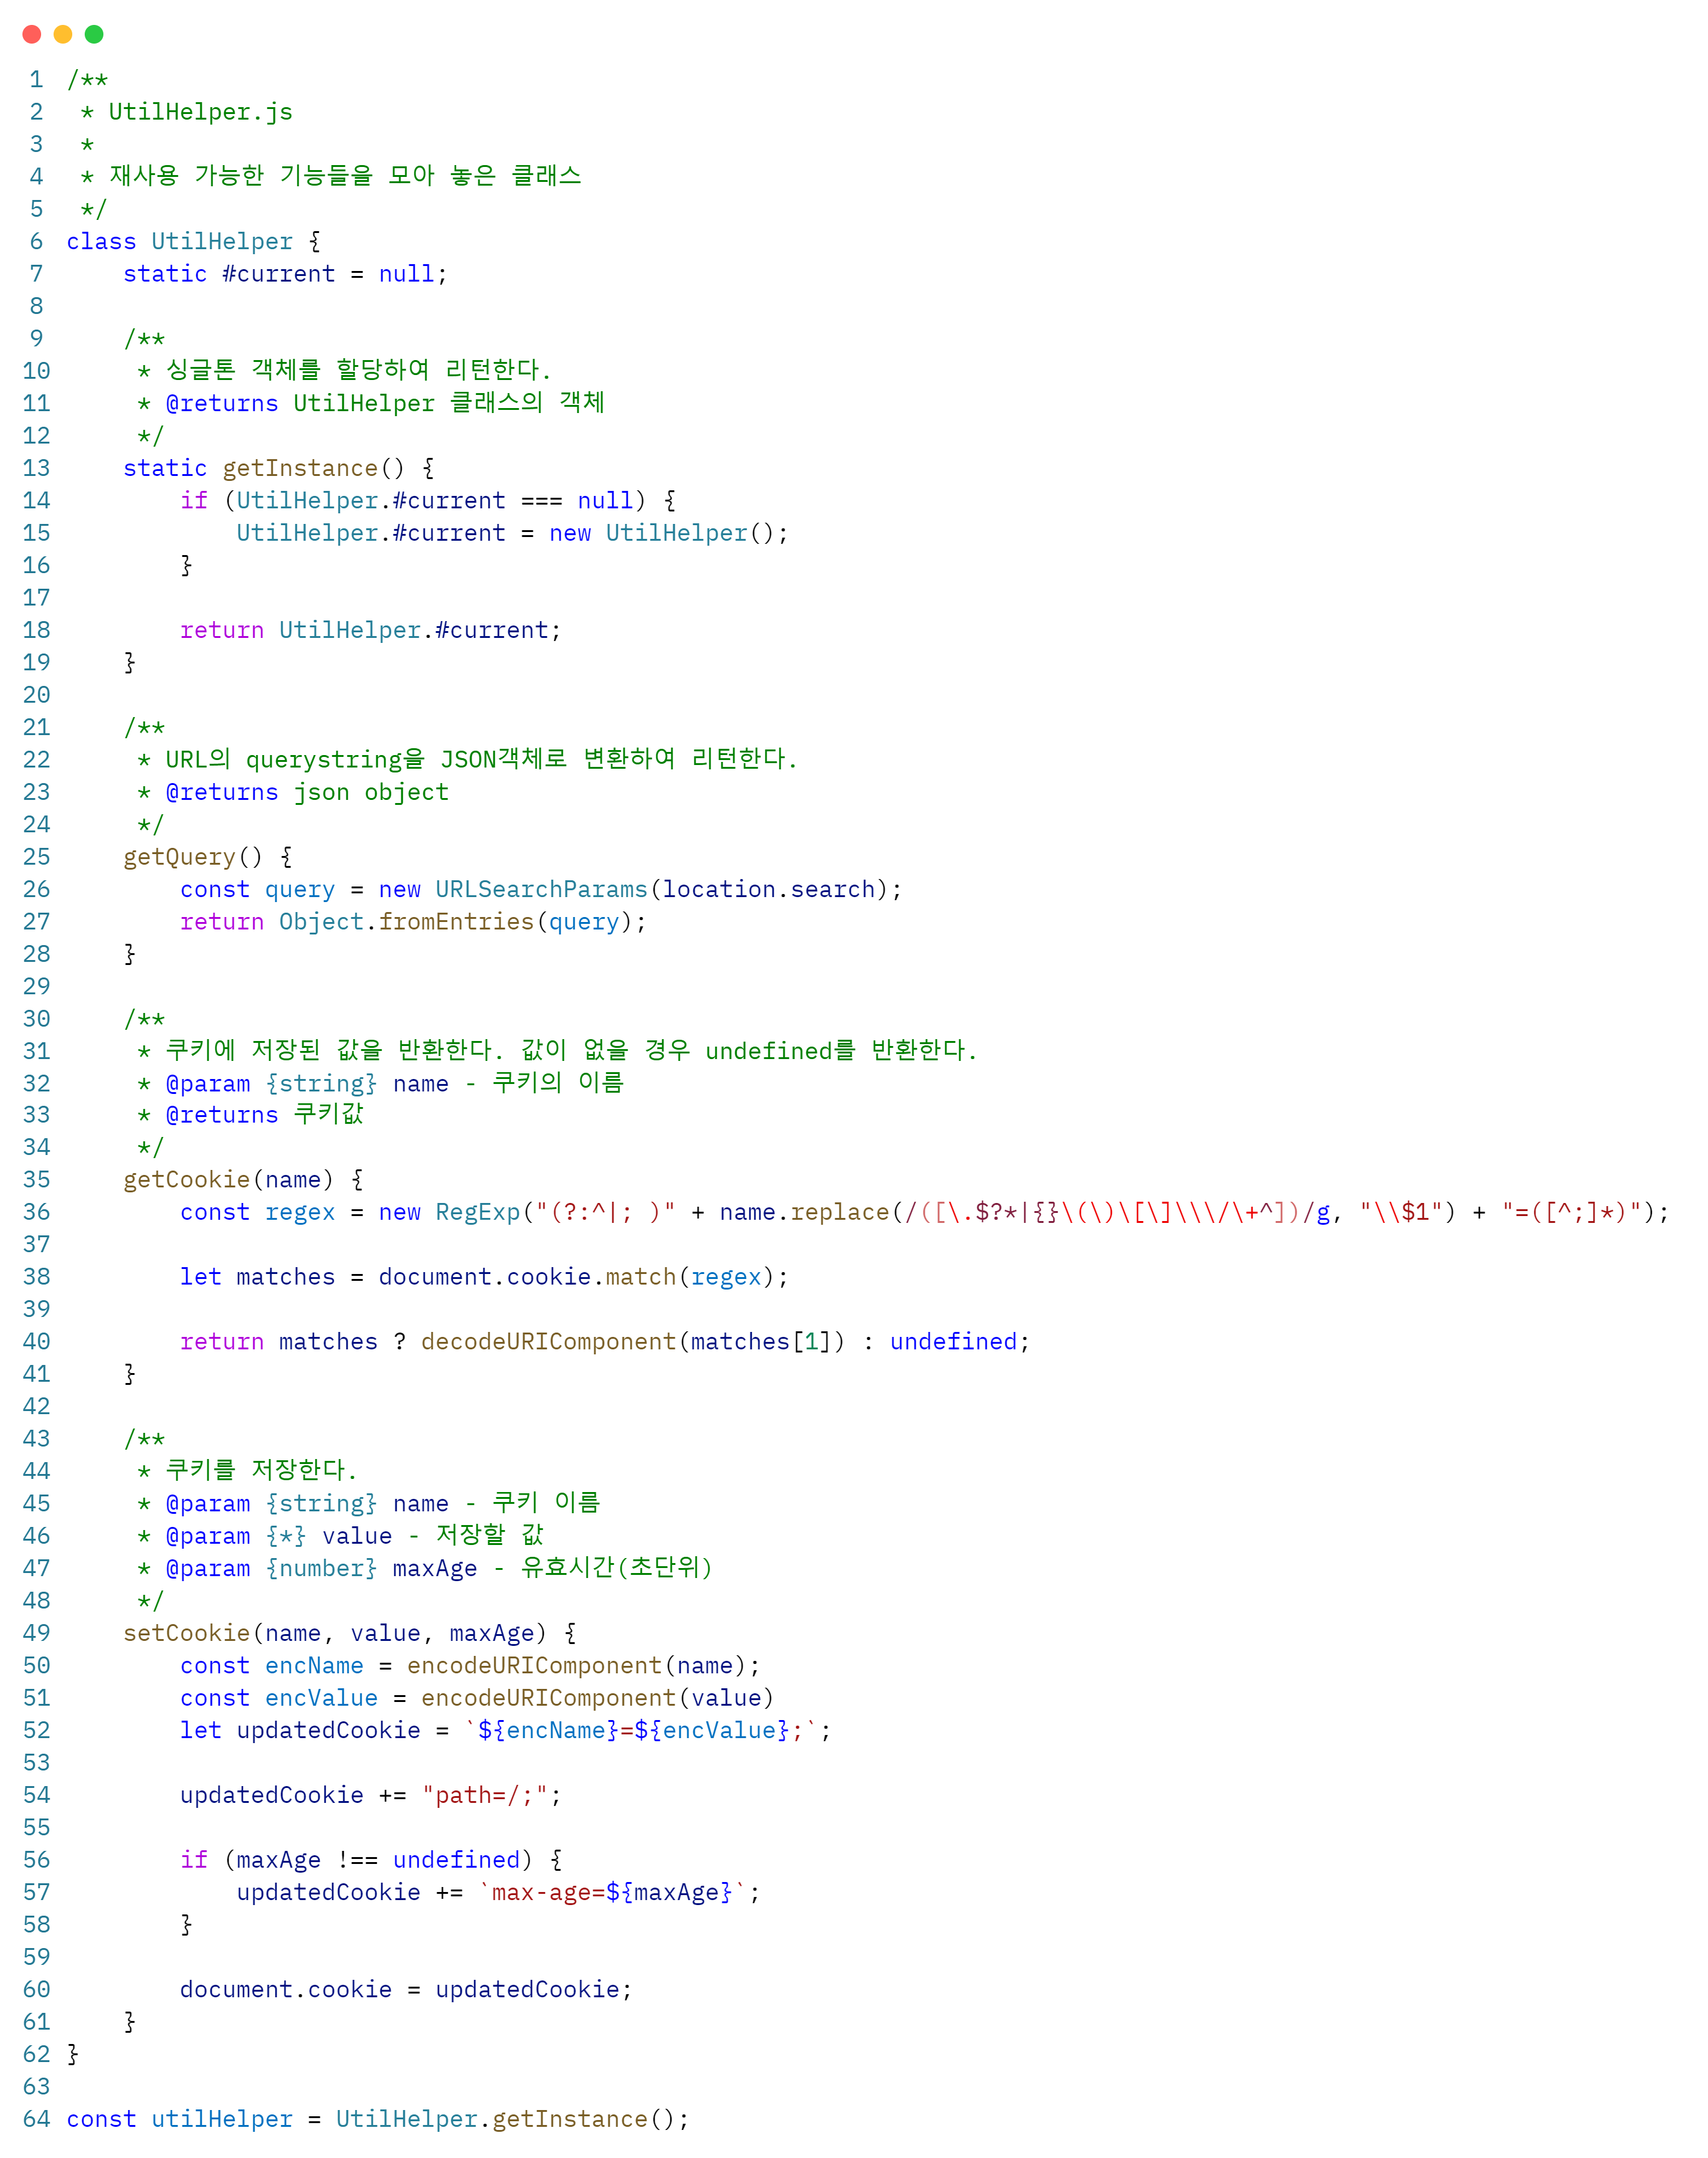 1 /**
2  * UtilHelper.js
3  *
4  * 재사용 가능한 기능들을 모아 놓은 클래스
5  */
6 class UtilHelper {
7     static #current = null;
8
9     /**
10      * 싱글톤 객체를 할당하여 리턴한다.
11      * @returns UtilHelper 클래스의 객체
12      */
13     static getInstance() {
14         if (UtilHelper.#current === null) {
15             UtilHelper.#current = new UtilHelper();
16         }
17
18         return UtilHelper.#current;
19     }
20
21     /**
22      * URL의 querystring을 JSON객체로 변환하여 리턴한다.
23      * @returns json object
24      */
25     getQuery() {
26         const query = new URLSearchParams(location.search);
27         return Object.fromEntries(query);
28     }
29
30     /**
31      * 쿠키에 저장된 값을 반환한다. 값이 없을 경우 undefined를 반환한다.
32      * @param {string} name - 쿠키의 이름
33      * @returns 쿠키값
34      */
35     getCookie(name) {
36         const regex = new RegExp("(?:^|; )" + name.replace(/([\.$?*|{}\(\)\[\]\\\/\+^])/g, "\\$1") + "=([^;]*)");
37
38         let matches = document.cookie.match(regex);
39
40         return matches ? decodeURIComponent(matches[1]) : undefined;
41     }
42
43     /**
44      * 쿠키를 저장한다.
45      * @param {string} name - 쿠키 이름
46      * @param {*} value - 저장할 값
47      * @param {number} maxAge - 유효시간(초단위)
48      */
49     setCookie(name, value, maxAge) {
50         const encName = encodeURIComponent(name);
51         const encValue = encodeURIComponent(value)
52         let updatedCookie = `${encName}=${encValue};`;
53
54         updatedCookie += "path=/;";
55
56         if (maxAge !== undefined) {
57             updatedCookie += `max-age=${maxAge}`;
58         }
59
60         document.cookie = updatedCookie;
61     }
62 }
63
64 const utilHelper = UtilHelper.getInstance();